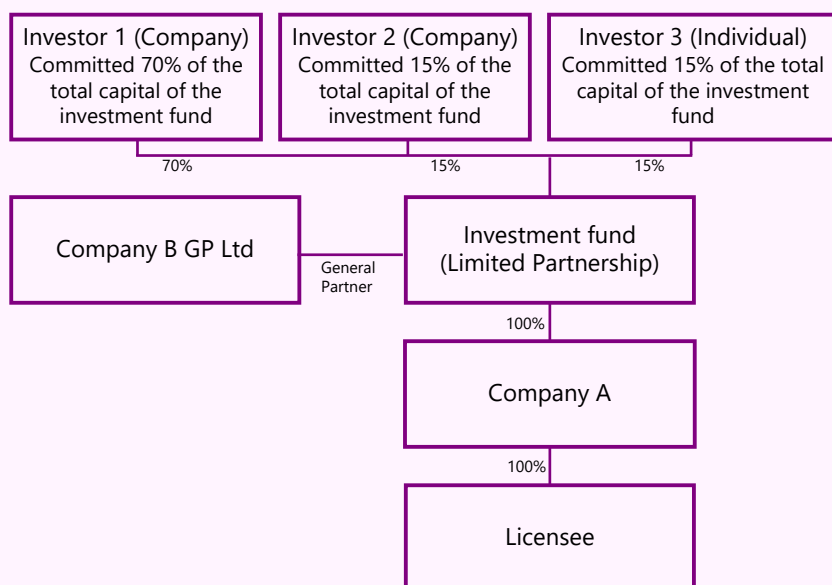 Investor 1 (Company)
Committed 70% of the
total capital of the
investment fund
Investor 2 (Company)
Committed 15% of the
total capital of the
investment fund
Investor 3 (Individual)
Committed 15% of the total
capital of the investment
fund
70%
15%
15%
Company B GP Ltd
General
Partner
Investment fund
(Limited Partnership)
100%
Company A
100%
Licensee